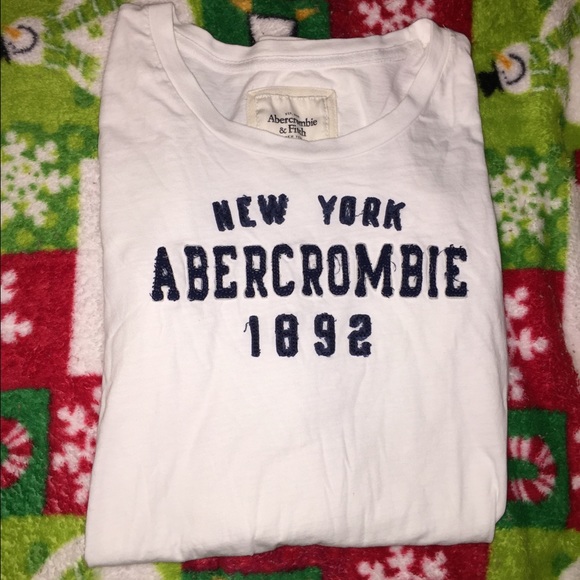 Abercrombie
& Fitch
NEW YORK
ABERCROMBIE
1892